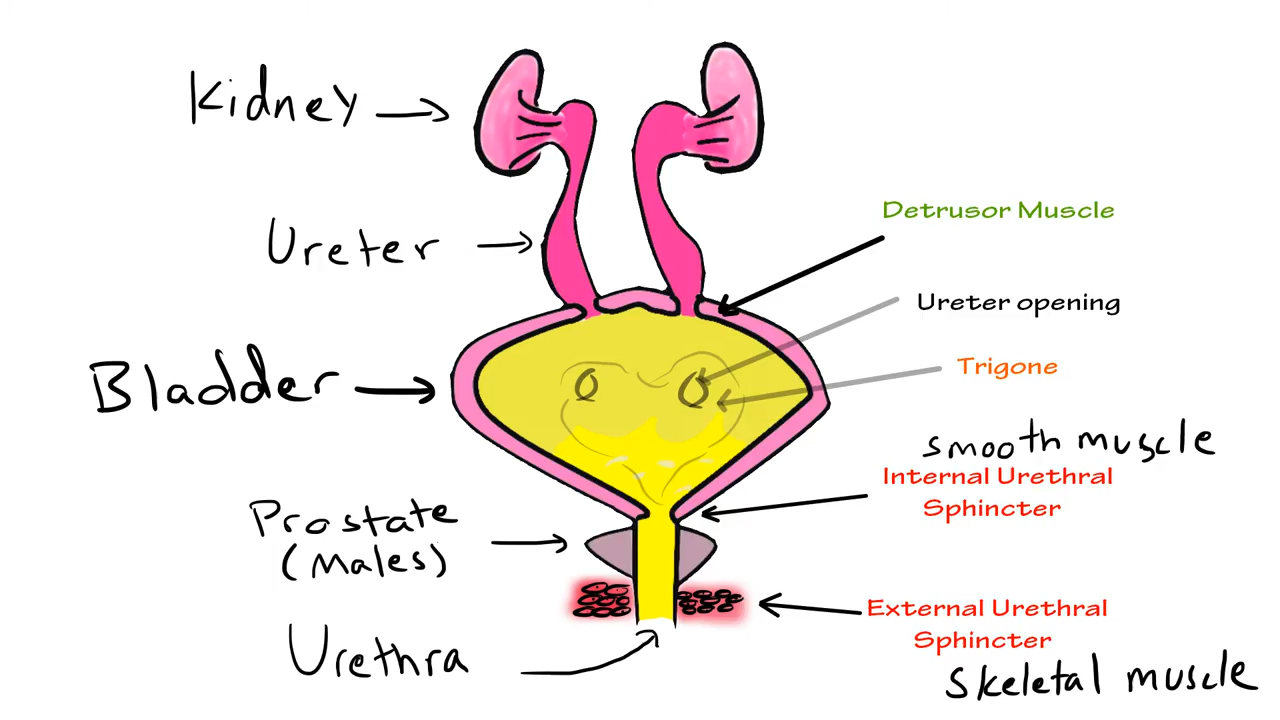 Kidney
Ureter
Bladder
Prostate
(Males)
Urethra
Detrusor Muscle
Ureter opening
Trigone
smooth muscle
Internal Urethral
Sphincter
External Urethral
Sphincter
skeletal muscle